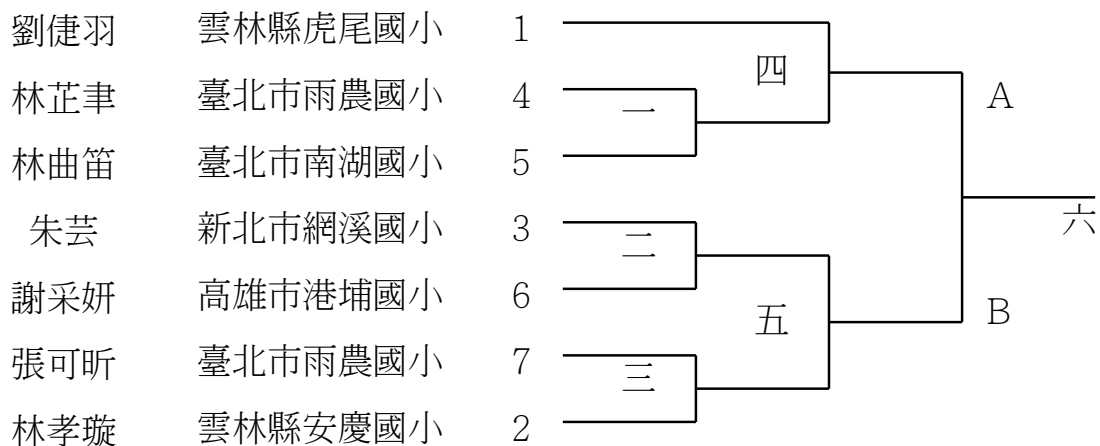 劉倢羽 雲林縣虎尾國小 1
四
林芷聿 臺北市雨農國小 4 A
一
林曲笛 臺北市南湖國小 5
朱芸 新北市網溪國小 3 六
二
謝采妍 高雄市港埔國小 6 B
五
張可昕 臺北市雨農國小 7
三
林孝璇 雲林縣安慶國小 2